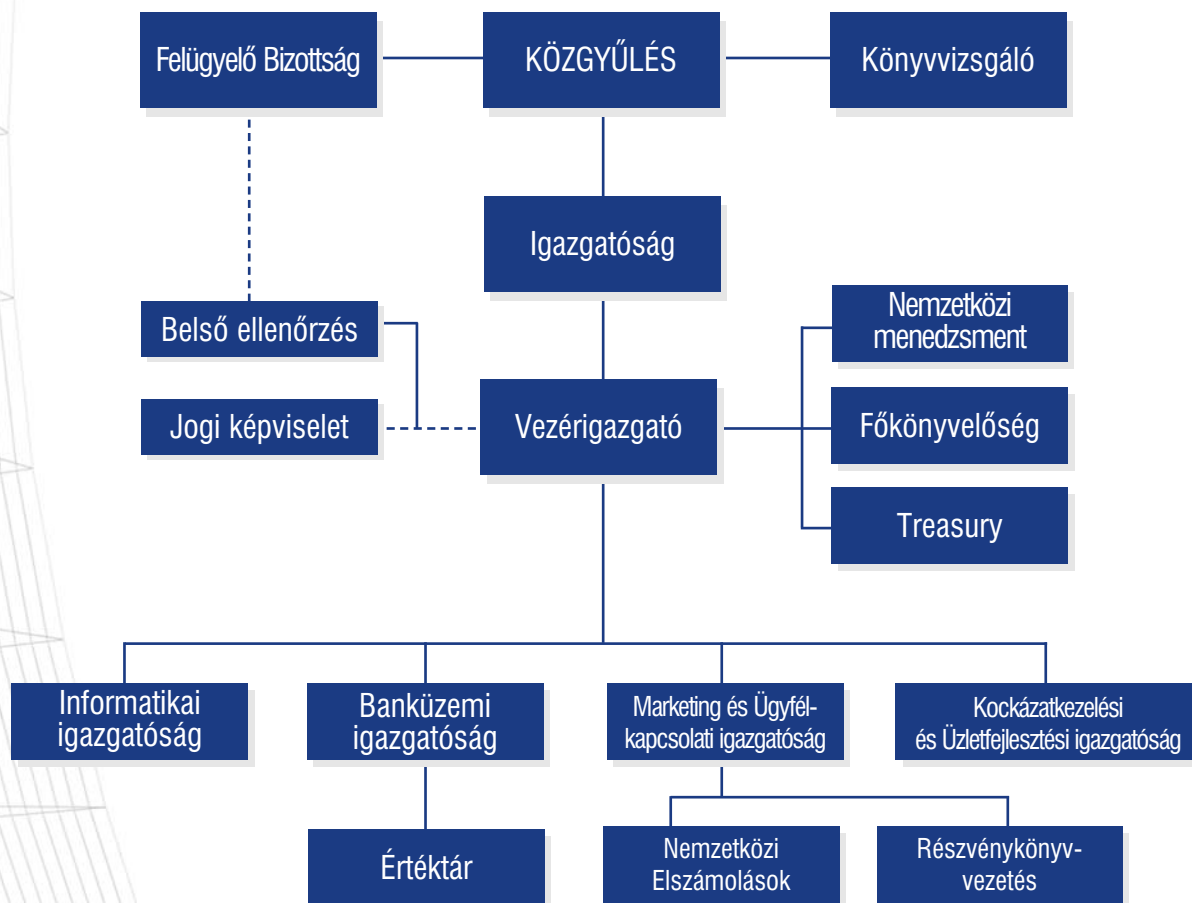 Felügyelő Bizottság
KÖZGYŰLÉS
Könyvvizsgáló
Igazgatóság
Belső ellenőrzés
Nemzetközi
menedzsment
Jogi képviselet
Vezérigazgató
Főkönyvelőség
Treasury
Informatikai
igazgatóság
Banküzemi
igazgatóság
Marketing és Ügyfél-
kapcsolati igazgatóság
Kockázatkezelési
és Üzletfejlesztési igazgatóság
Értéktár
Nemzetközi
Elszámolások
Részvénykönyv-
vezetés